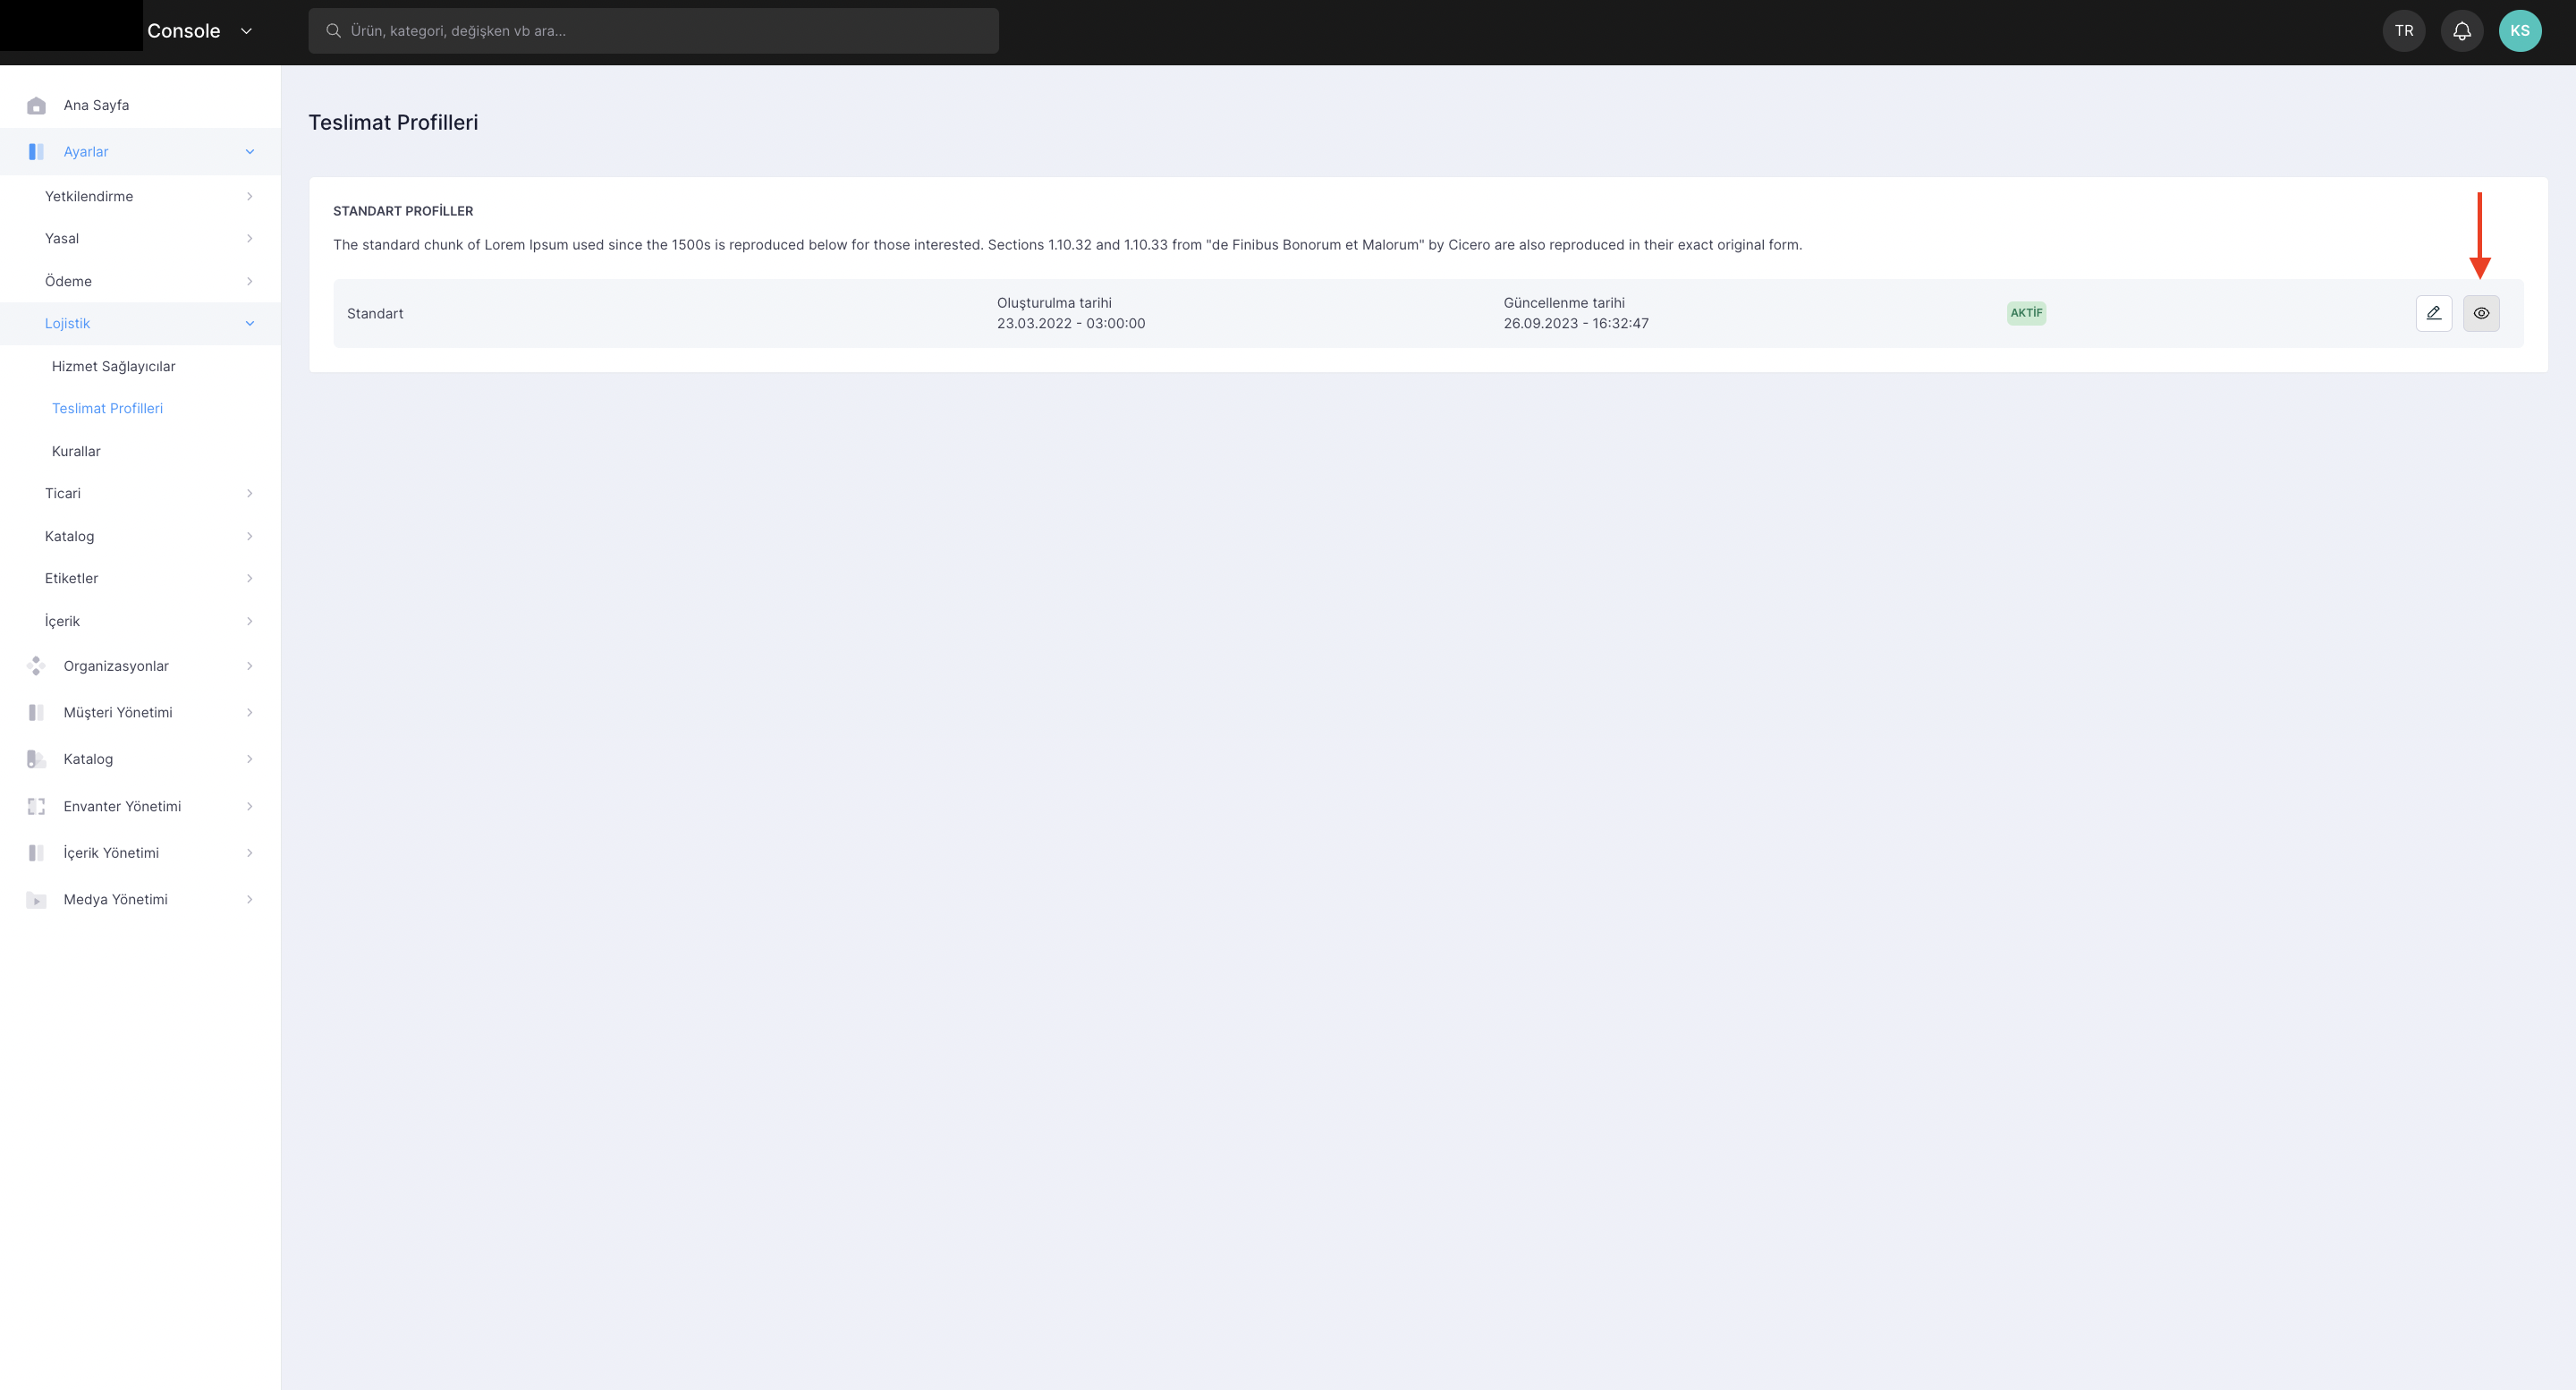 Console
Ürün, kategori, değişken vb ara...
TR
KS
Ana Sayfa
Ayarlar
Yetkilendirme
Yasal
Ödeme
Lojistik
Hizmet Sağlayıcılar
Teslimat Profilleri
Kurallar
Ticari
Katalog
Etiketler
İçerik
Organizasyonlar
Müşteri Yönetimi
Katalog
Envanter Yönetimi
İçerik Yönetimi
Medya Yönetimi
Teslimat Profilleri
STANDART PROFİLLER
The standard chunk of Lorem Ipsum used since the 1500s is reproduced below for those interested. Sections 1.10.32 and 1.10.33 from "de Finibus Bonorum et Malorum" by Cicero are also reproduced in their exact original form.
Standart
Oluşturulma tarihi
23.03.2022 - 03:00:00
Güncellenme tarihi
26.09.2023 - 16:32:47
AKTİF